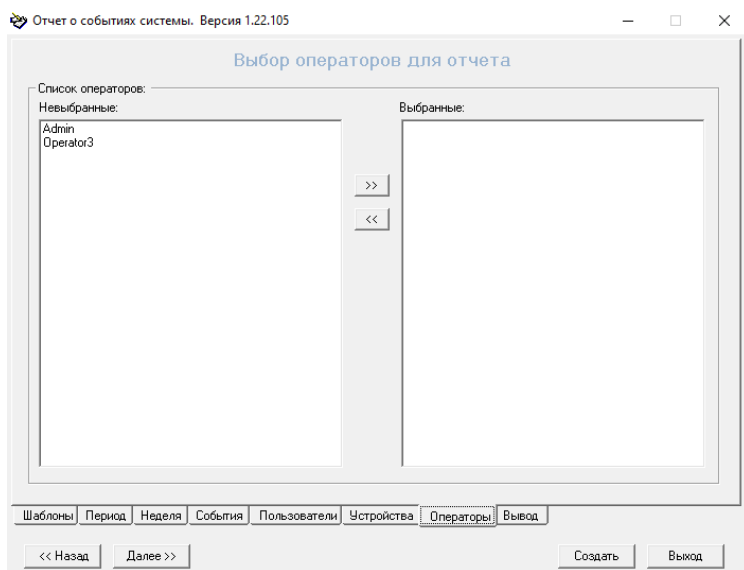 Отчет о событиях системы. Версия 1.22.105
Выбор операторов для отчета
Список операторов:
Невыбранные:
Выбранные:
Admin
Operator3
>>
<<
Шаблоны Период Неделя События Пользователи Устройства Операторы Вывод
<< Назад Далее >> Создать Выход